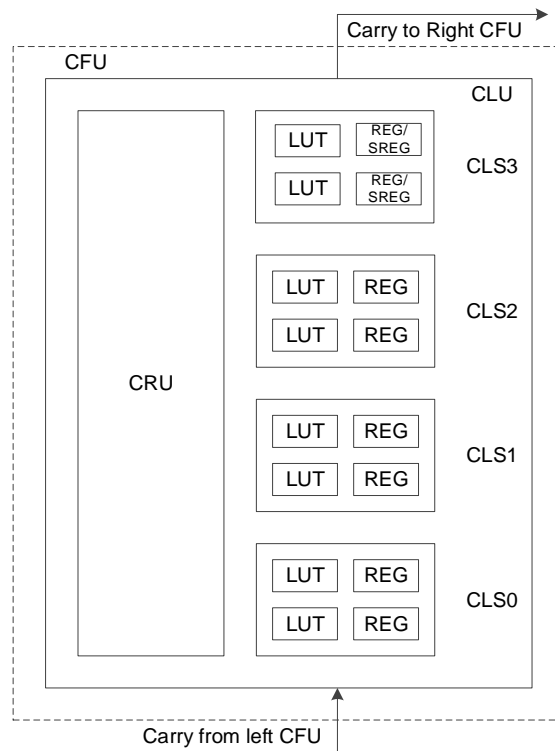 Carry to Right CFU
CFU
CLU
LUT
REG/
SREG
CLS3
LUT
REG/
SREG
LUT
REG
CLS2
LUT
REG
CRU
LUT
REG
CLS1
LUT
REG
LUT
REG
CLS0
LUT
REG
Carry from left CFU